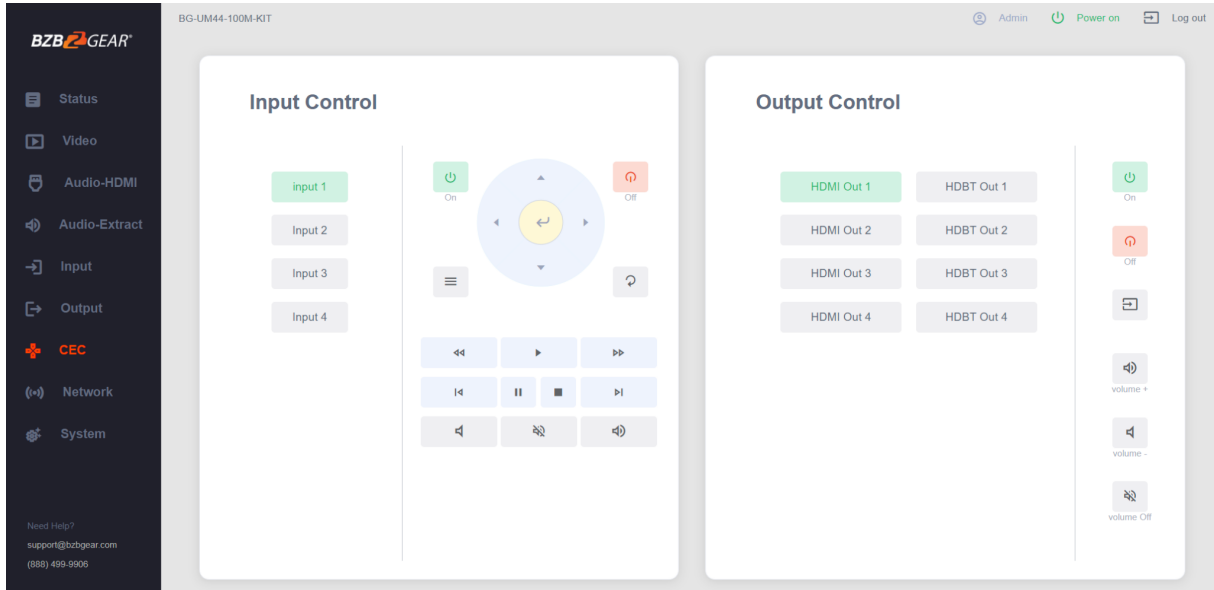 BG-UM44-100M-KIT
Admin
Power on
Log out
BZBGEAR®
Status
Video
Audio-HDMI
Audio-Extract
Input
Output
CEC
Network
System
Need Help?
support@bzbgear.com
(888) 499-9906
Input Control
input 1
Input 2
Input 3
Input 4
On
Off
Output Control
HDMI Out 1 HDBT Out 1
HDMI Out 2 HDBT Out 2
HDMI Out 3 HDBT Out 3
HDMI Out 4 HDBT Out 4
On
Off
volume +
volume -
volume Off